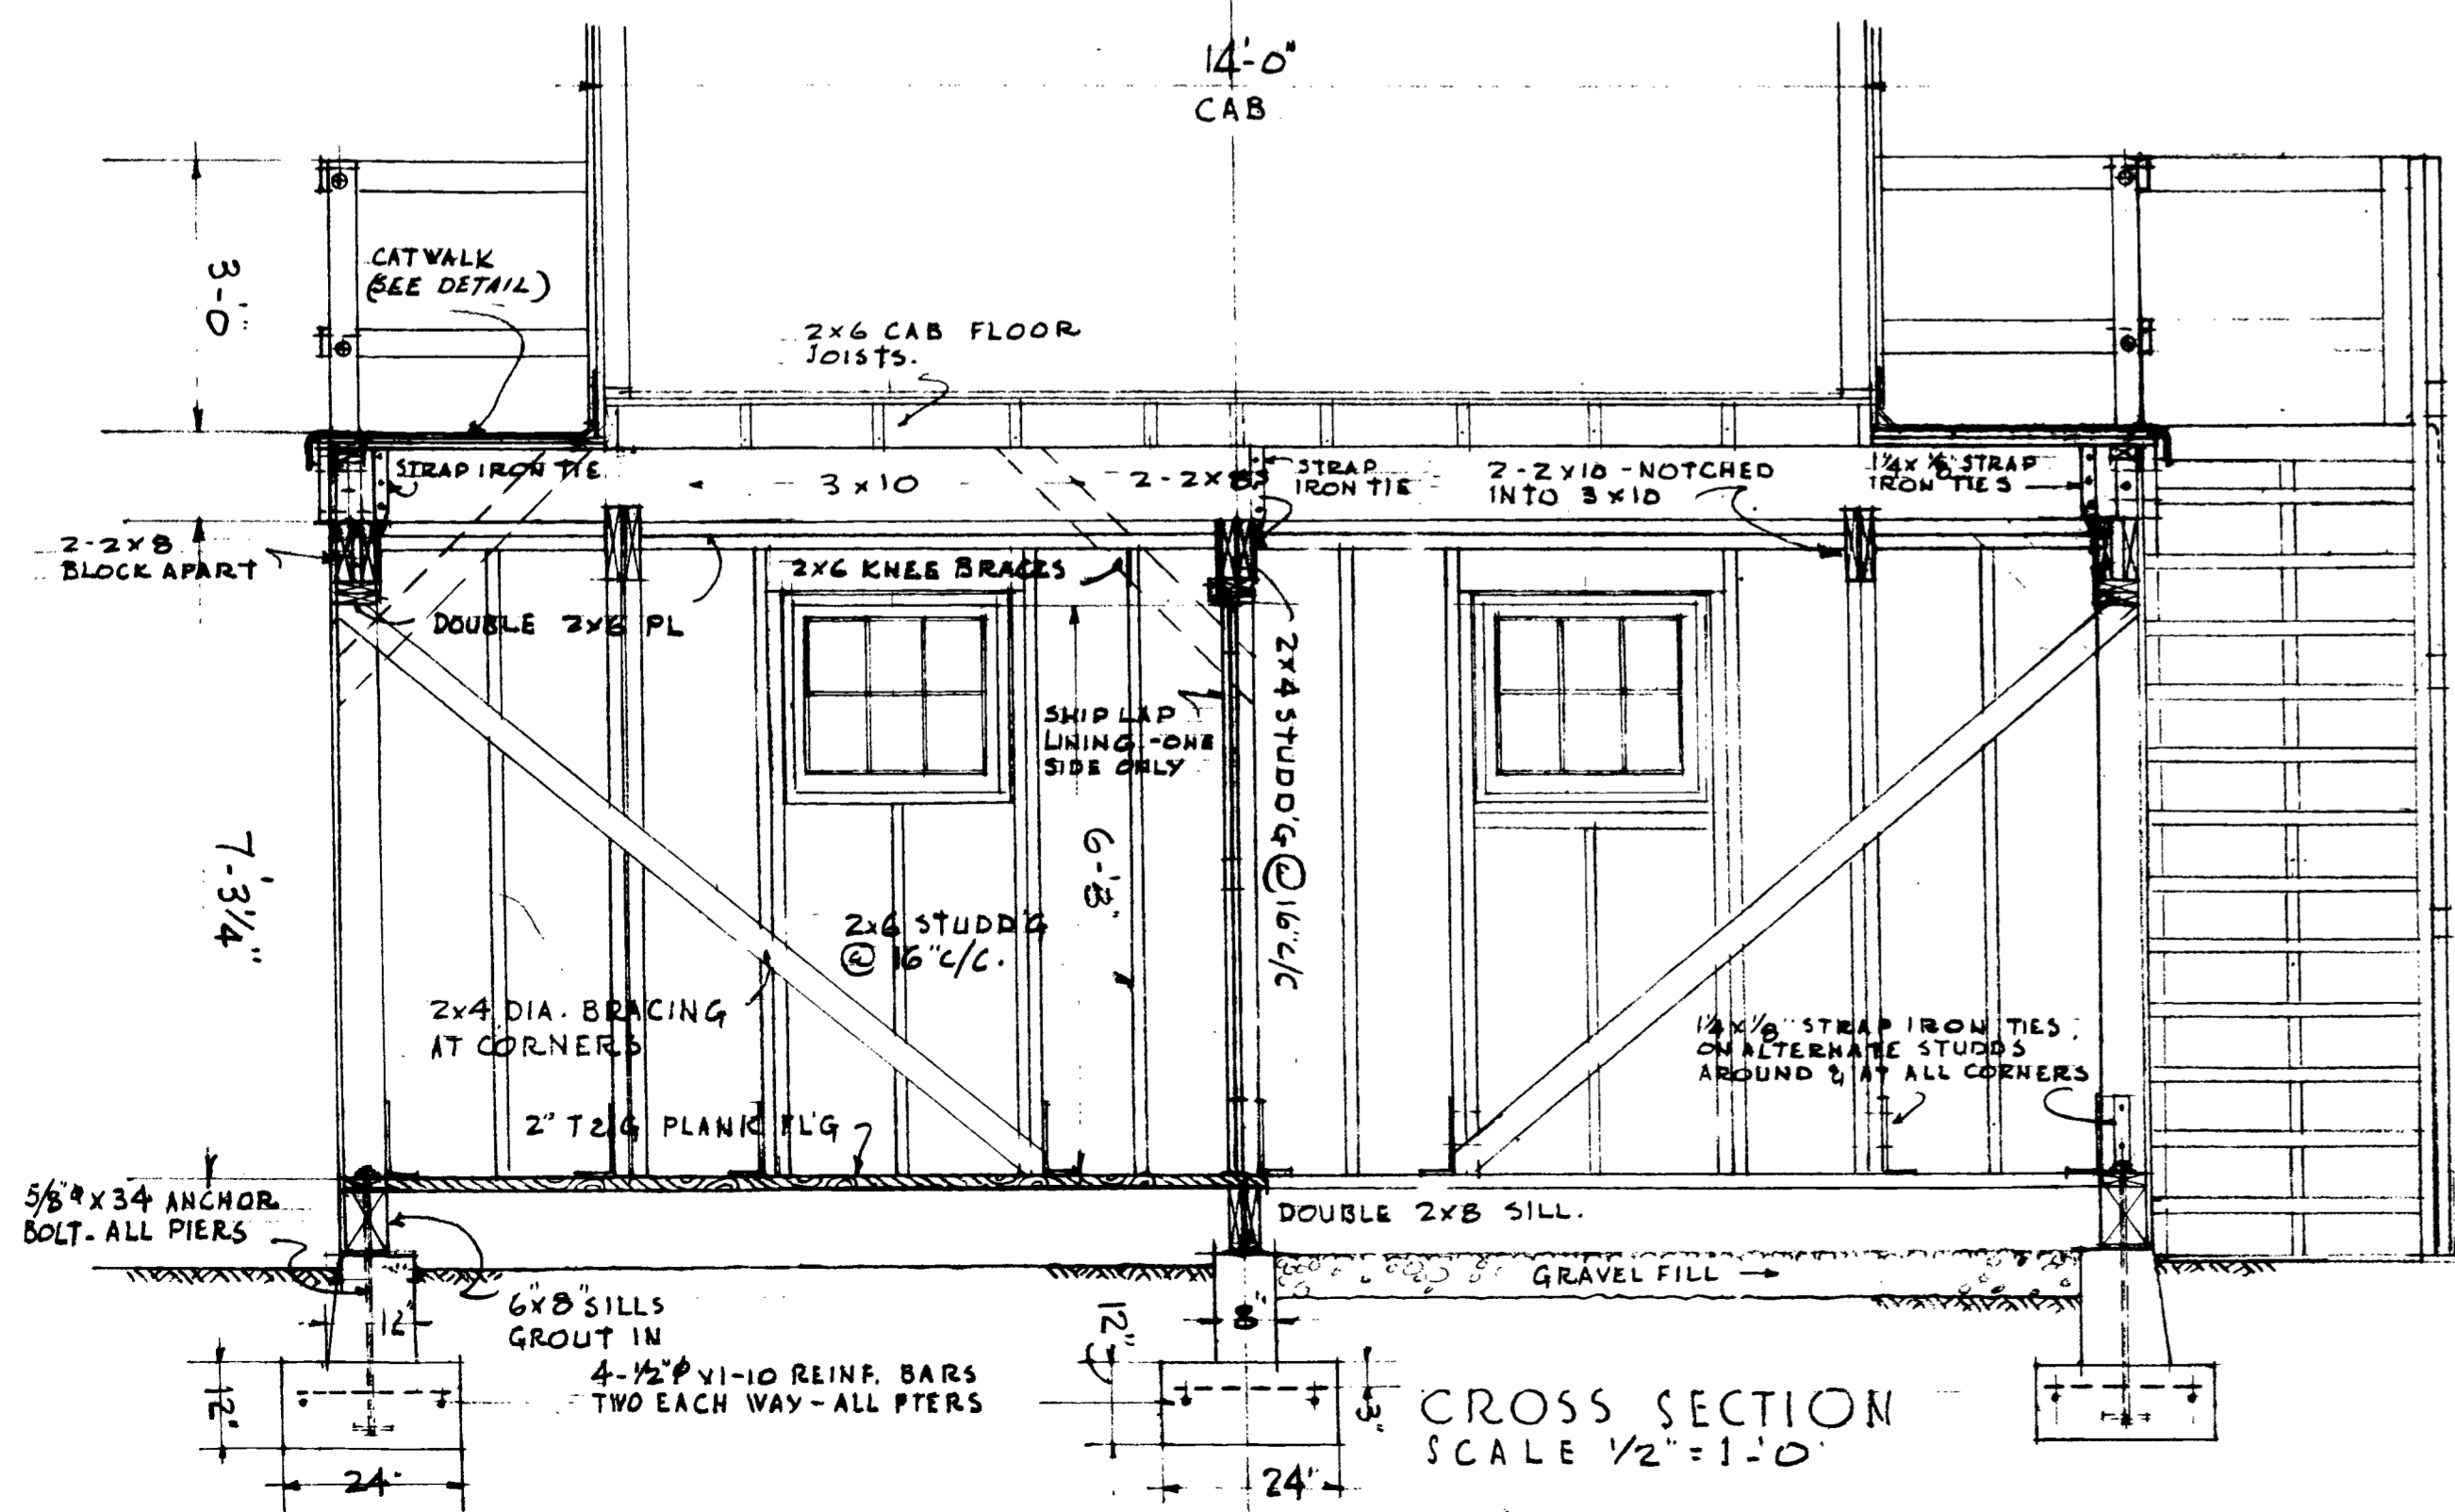 14'-0"
CAB
3'-0"
CATWALK
(SEE DETAIL)
2x6 CAB FLOOR
JOISTS.
STRAP IRON TIE
3 x 10
2-2x8S
STRAP
IRON TIE
2-2x10-NOTCHED
INTO 3x10
1¼x⅛" STRAP
IRON TIES
2-2x8
BLOCK APART
2x6 KNEE BRACES
DOUBLE 2x6 PL
2x4 STUDD'G @ 16" C/C
SHIP LAP
LINING-ONE
SIDE ONLY
7'-3¼"
6'-8"
2x6 STUDD'G
@ 16" C/C.
2x4 DIA. BRACING
AT CORNERS
1¼x⅛" STRAP IRON TIES
ON ALTERNATE STUDDS
AROUND & AT ALL CORNERS
2" T&G PLANK FL'G
5/8"φ x 34 ANCHOR
BOLT-ALL PIERS
DOUBLE 2x8 SILL.
GRAVEL FILL
6"x8" SILLS
GROUT IN
12"
12"
8"
4-½"φ x1-10 REINF. BARS
TWO EACH WAY-ALL PIERS
12"
3"
24"
24"
CROSS SECTION
SCALE ½"=1'-0"